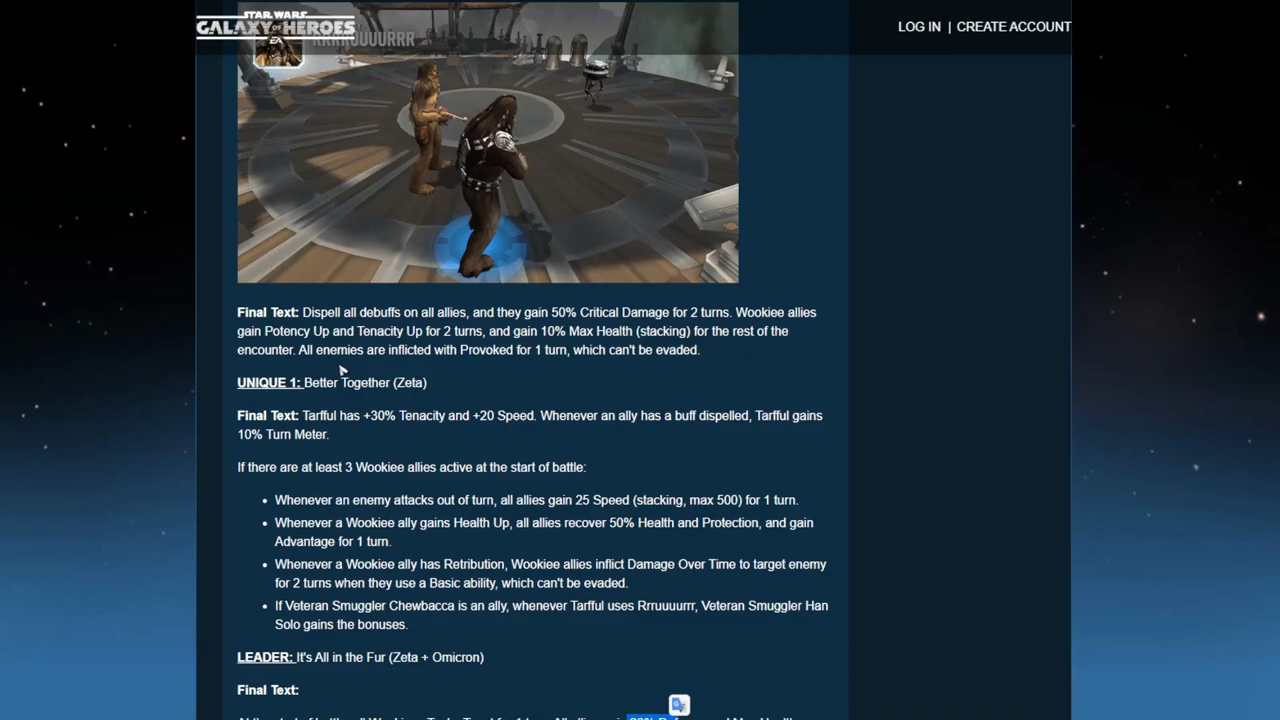 STAR WARS
GALAXY OF HEROES
EA
LOG IN | CREATE ACCOUNT
RRRUUUURRR
Final Text: Dispell all debuffs on all allies, and they gain 50% Critical Damage for 2 turns. Wookiee allies
gain Potency Up and Tenacity Up for 2 turns, and gain 10% Max Health (stacking) for the rest of the
encounter. All enemies are inflicted with Provoked for 1 turn, which can't be evaded.
UNIQUE 1: Better Together (Zeta)
Final Text: Tarfful has +30% Tenacity and +20 Speed. Whenever an ally has a buff dispelled, Tarfful gains
10% Turn Meter.
If there are at least 3 Wookiee allies active at the start of battle:
• Whenever an enemy attacks out of turn, all allies gain 25 Speed (stacking, max 500) for 1 turn.
• Whenever a Wookiee ally gains Health Up, all allies recover 50% Health and Protection, and gain
Advantage for 1 turn.
• Whenever a Wookiee ally has Retribution, Wookiee allies inflict Damage Over Time to target enemy
for 2 turns when they use a Basic ability, which can't be evaded.
• If Veteran Smuggler Chewbacca is an ally, whenever Tarfful uses Rrruuuurrr, Veteran Smuggler Han
Solo gains the bonuses.
LEADER: It's All in the Fur (Zeta + Omicron)
Final Text: